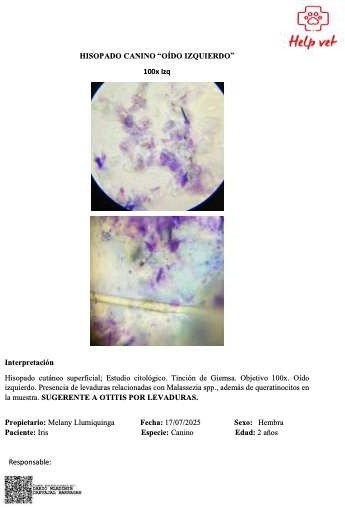 Help vet
HISOPADO CANINO “OÍDO IZQUIERDO”
100x Izq
Interpretación
Hisopado cutáneo superficial; Estudio citológico. Tinción de Giemsa. Objetivo 100x. Oído
izquierdo. Presencia de levaduras relacionadas con Malassezia spp., además de queratinocitos en
la muestra. SUGERENTE A OTITIS POR LEVADURAS.
Propietario: Melany Llumiquinga Fecha: 17/07/2025 Sexo: Hembra
Paciente: Iris Especie: Canino Edad: 2 años
Responsable: